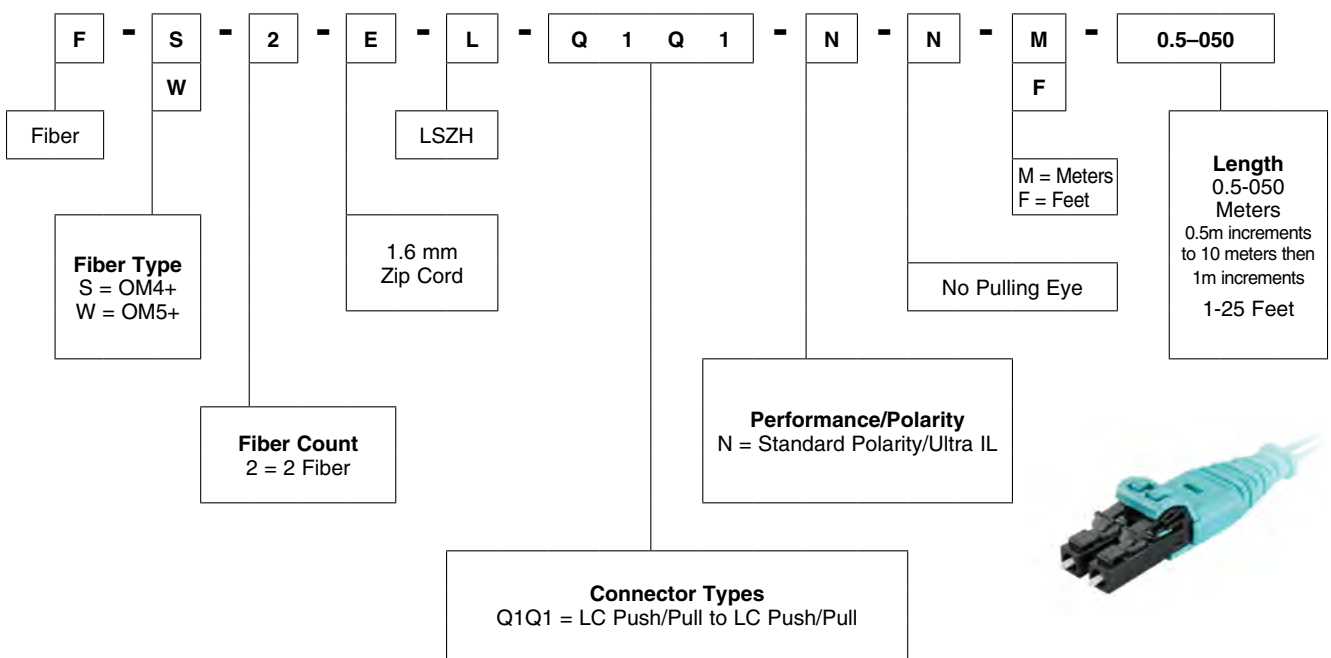 F - S - 2 - E - L - Q 1 Q 1 - N - N - M - 0.5–050
W
F
Fiber
LSZH
M = Meters
F = Feet
Length
0.5-050
Meters
0.5m increments
to 10 meters then
1m increments
1-25 Feet
Fiber Type
S = OM4+
W = OM5+
1.6 mm
Zip Cord
No Pulling Eye
Fiber Count
2 = 2 Fiber
Performance/Polarity
N = Standard Polarity/Ultra IL
Connector Types
Q1Q1 = LC Push/Pull to LC Push/Pull